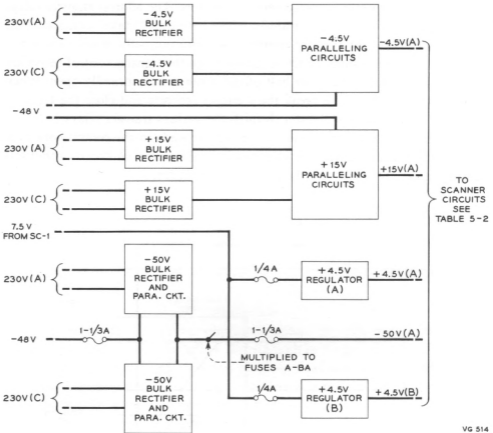 230V(A)
-4.5V
BULK
RECTIFIER
-4.5V
PARALLELING
CIRCUITS
-4.5V(A)
230V(C)
-4.5V
BULK
RECTIFIER
-48V
230V(A)
+15V
BULK
RECTIFIER
+15V
PARALLELING
CIRCUITS
+15V(A)
230V(C)
+15V
BULK
RECTIFIER
TO
SCANNER
CIRCUITS
SEE
TABLE 5-2
7.5V
FROM SC-1
230V(A)
-50V
BULK
RECTIFIER
AND
PARA. CKT.
1/4A
+4.5V
REGULATOR
(A)
+4.5V(A)
-48V
1-1/3A
1-1/3A
-50V(A)
MULTIPLIED TO
FUSES A-BA
230V(C)
-50V
BULK
RECTIFIER
AND
PARA. CKT.
1/4A
+4.5V
REGULATOR
(B)
+4.5V(B)
VG 514